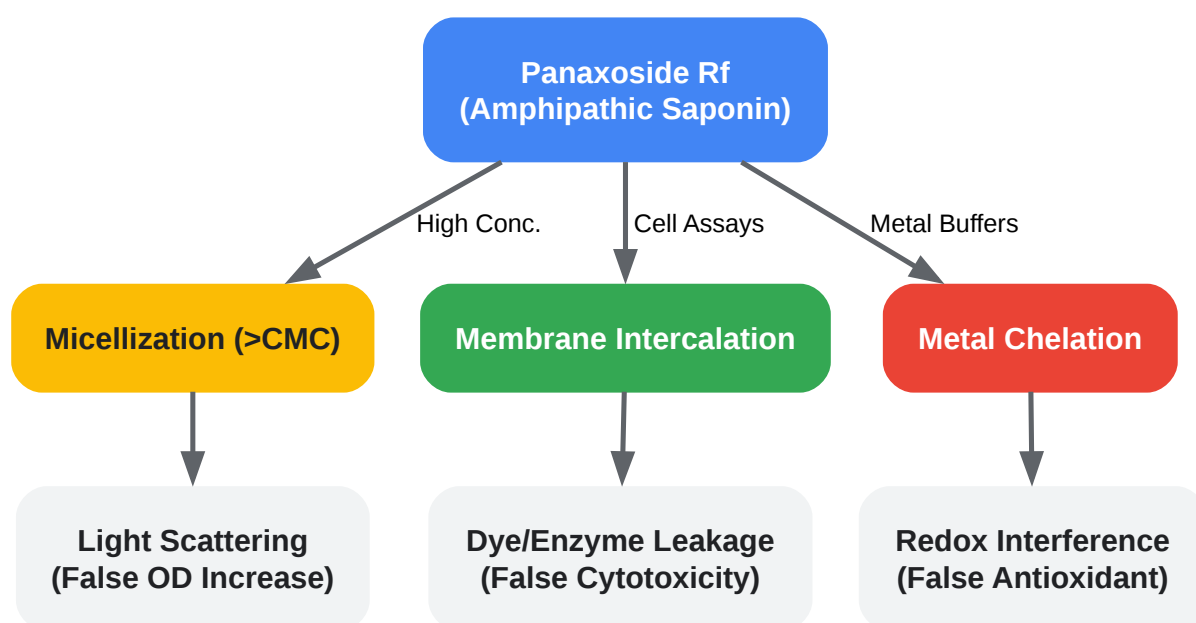 Panaxoside Rf
(Amphipathic Saponin)
High Conc.
Cell Assays
Metal Buffers
Micellization (>CMC)
Membrane Intercalation
Metal Chelation
Light Scattering
(False OD Increase)
Dye/Enzyme Leakage
(False Cytotoxicity)
Redox Interference
(False Antioxidant)